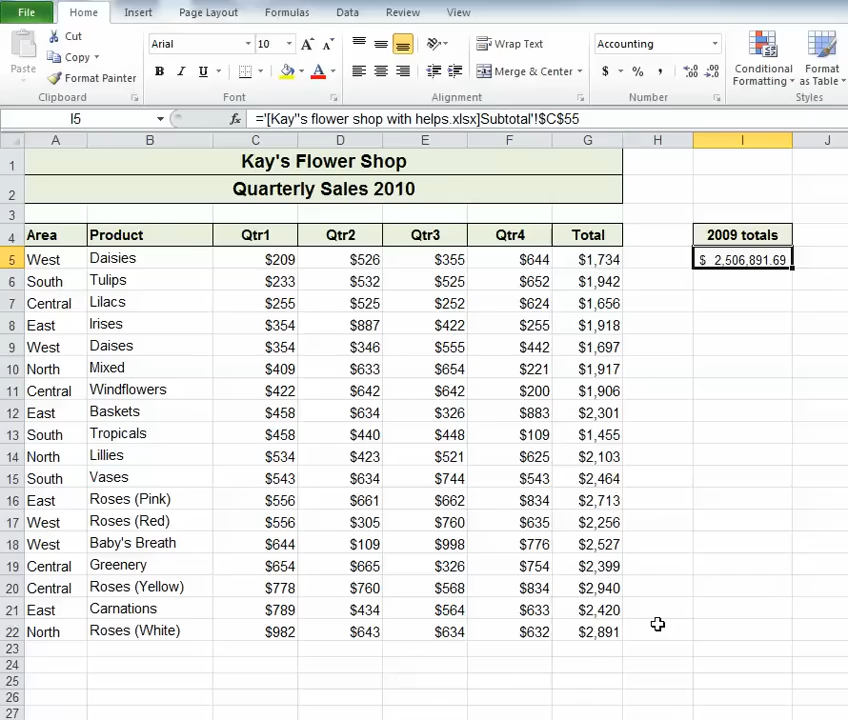 File Home Insert Page Layout Formulas Data Review View
Cut
Copy
Format Painter
Paste
Clipboard
Arial 10 A A
B I U A
Font
Wrap Text
Merge & Center
Alignment
Accounting
$ % , .00 .0
Number
Conditional Formatting
Format as Table
Styles
I5 fx ='[Kay''s flower shop with helps.xlsx]Subtotal'!$C$55
A B C D E F G H I J
1 Kay's Flower Shop
2 Quarterly Sales 2010
3
4 Area Product Qtr1 Qtr2 Qtr3 Qtr4 Total 2009 totals
5 West Daisies $209 $526 $355 $644 $1,734 $ 2,506,891.69
6 South Tulips $233 $532 $525 $652 $1,942
7 Central Lilacs $255 $525 $252 $624 $1,656
8 East Irises $354 $887 $422 $255 $1,918
9 West Daises $354 $346 $555 $442 $1,697
10 North Mixed $409 $633 $654 $221 $1,917
11 Central Windflowers $422 $642 $642 $200 $1,906
12 East Baskets $458 $634 $326 $883 $2,301
13 South Tropicals $458 $440 $448 $109 $1,455
14 North Lillies $534 $423 $521 $625 $2,103
15 South Vases $543 $634 $744 $543 $2,464
16 East Roses (Pink) $556 $661 $662 $834 $2,713
17 West Roses (Red) $556 $305 $760 $635 $2,256
18 West Baby's Breath $644 $109 $998 $776 $2,527
19 Central Greenery $654 $665 $326 $754 $2,399
20 Central Roses (Yellow) $778 $760 $568 $834 $2,940
21 East Carnations $789 $434 $564 $633 $2,420
22 North Roses (White) $982 $643 $634 $632 $2,891
23
24
25
26
27